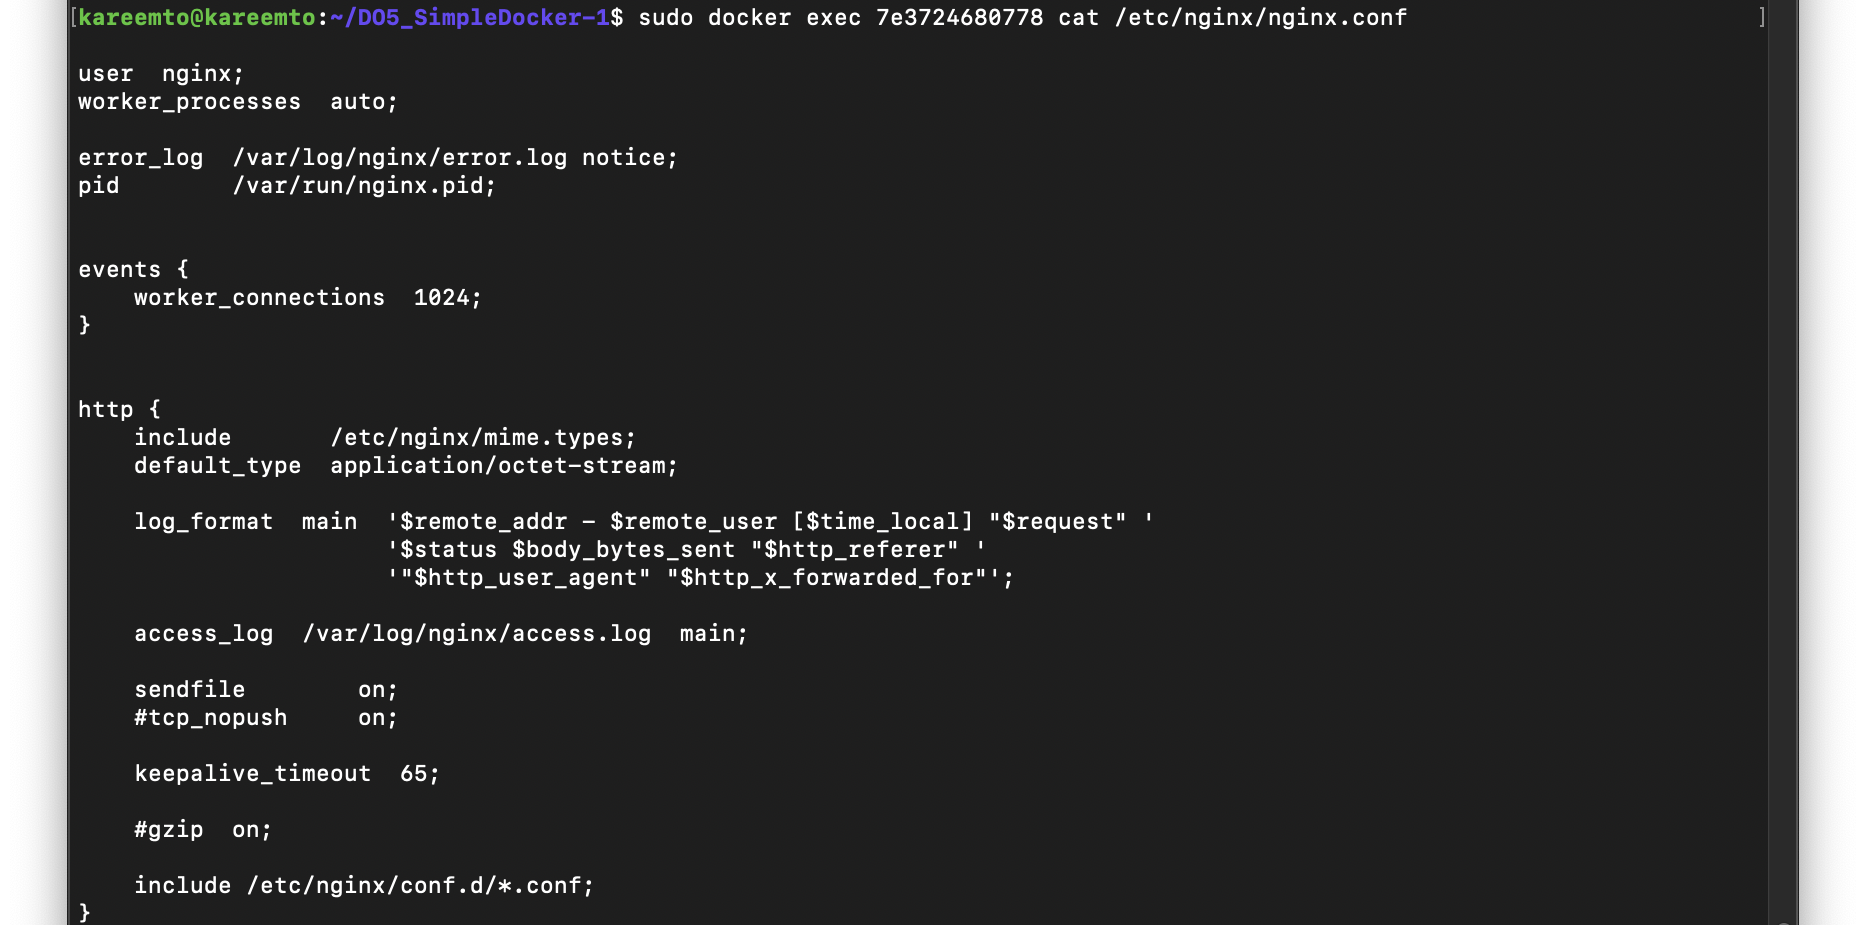 [kareemto@kareemto:~/DO5_SimpleDocker-1$ sudo docker exec 7e3724680778 cat /etc/nginx/nginx.conf ]
user  nginx;
worker_processes  auto;
error_log  /var/log/nginx/error.log notice;
pid        /var/run/nginx.pid;
events {
    worker_connections  1024;
}
http {
    include       /etc/nginx/mime.types;
    default_type  application/octet-stream;
    log_format  main  '$remote_addr - $remote_user [$time_local] "$request" '
                      '$status $body_bytes_sent "$http_referer" '
                      '"$http_user_agent" "$http_x_forwarded_for"';
    access_log  /var/log/nginx/access.log  main;
    sendfile        on;
    #tcp_nopush     on;
    keepalive_timeout  65;
    #gzip  on;
    include /etc/nginx/conf.d/*.conf;
}